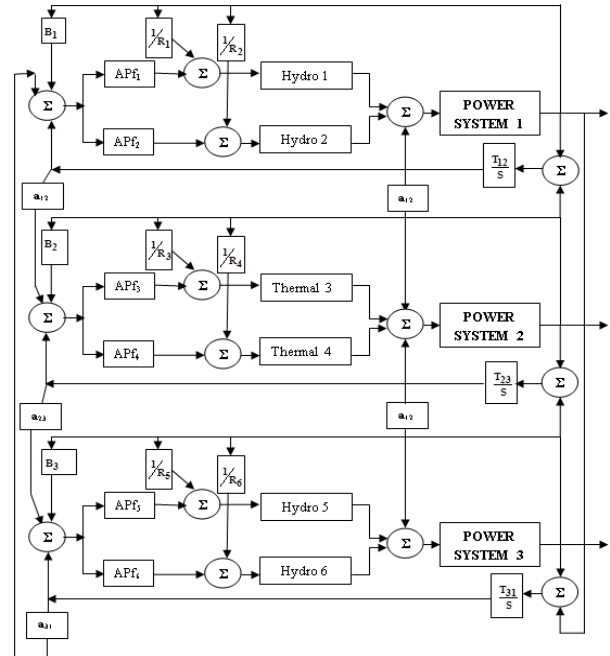 B1
1/R1
1/R2
APf1
Σ
Hydro 1
Σ
Σ
POWER
SYSTEM 1
APf2
Σ
Hydro 2
T12
S
Σ
a12
a12
B2
1/R3
1/R4
APf3
Σ
Thermal 3
Σ
Σ
POWER
SYSTEM 2
APf4
Σ
Thermal 4
T23
S
Σ
a23
a12
B3
1/R5
1/R6
APf5
Σ
Hydro 5
Σ
Σ
POWER
SYSTEM 3
APf6
Σ
Hydro 6
T31
S
Σ
a31